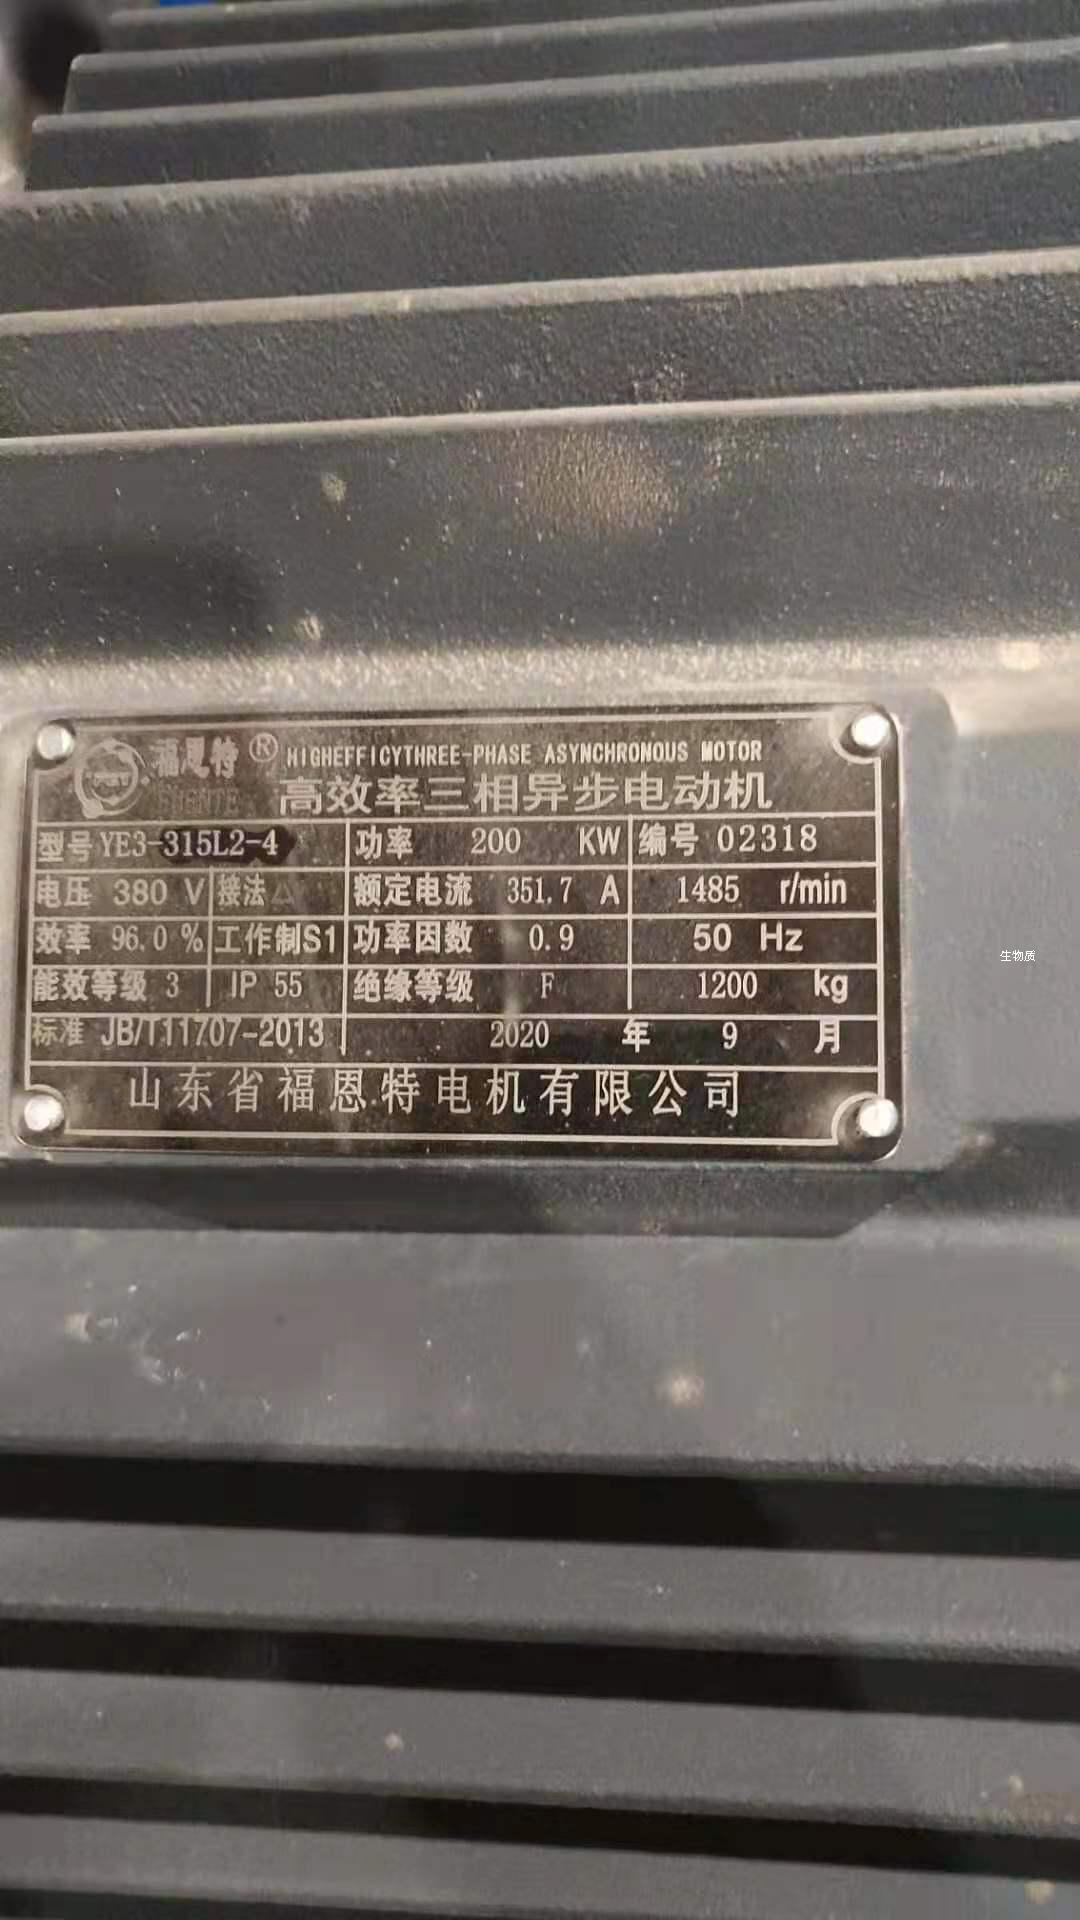 福恩特® HIGHEFFICYTHREE-PHASE ASYNCHRONOUS MOTOR
高效率三相异步电动机
型号 YE3-315L2-4 功率 200 KW 编号 02318
电压 380 V 接法 △ 额定电流 351.7 A 1485 r/min
效率 96.0 % 工作制S1 功率因数 0.9 50 Hz
能效等级 3 IP 55 绝缘等级 F 1200 kg
标准 JB/T11707-2013 2020 年 9 月
山东省福恩特电机有限公司
生物质